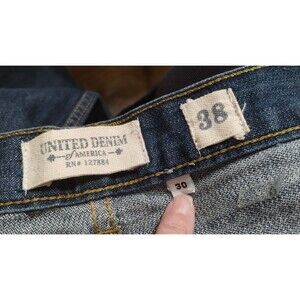 UNITED DENIM
of AMERICA
RN# 127884
38
30